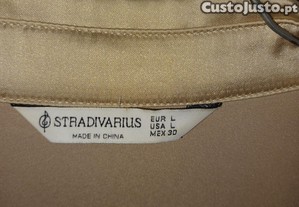 CustoJusto.pt
STRADIVARIUS
MADE IN CHINA
EUR L
USA L
MEX 30